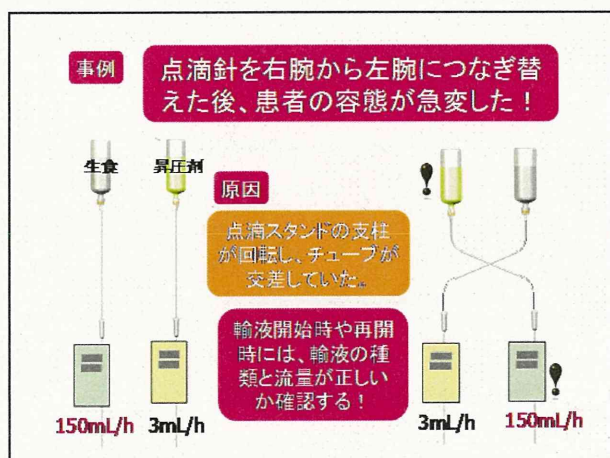 事例
点滴針を右腕から左腕につなぎ替
えた後、患者の容態が急変した！
生食
昇圧剤
原因
点滴スタンドの支柱
が回転し、チューブが
交差していた。
輸液開始時や再開
時には、輸液の種
類と流量が正しい
か確認する！
150mL/h
3mL/h
3mL/h
150mL/h